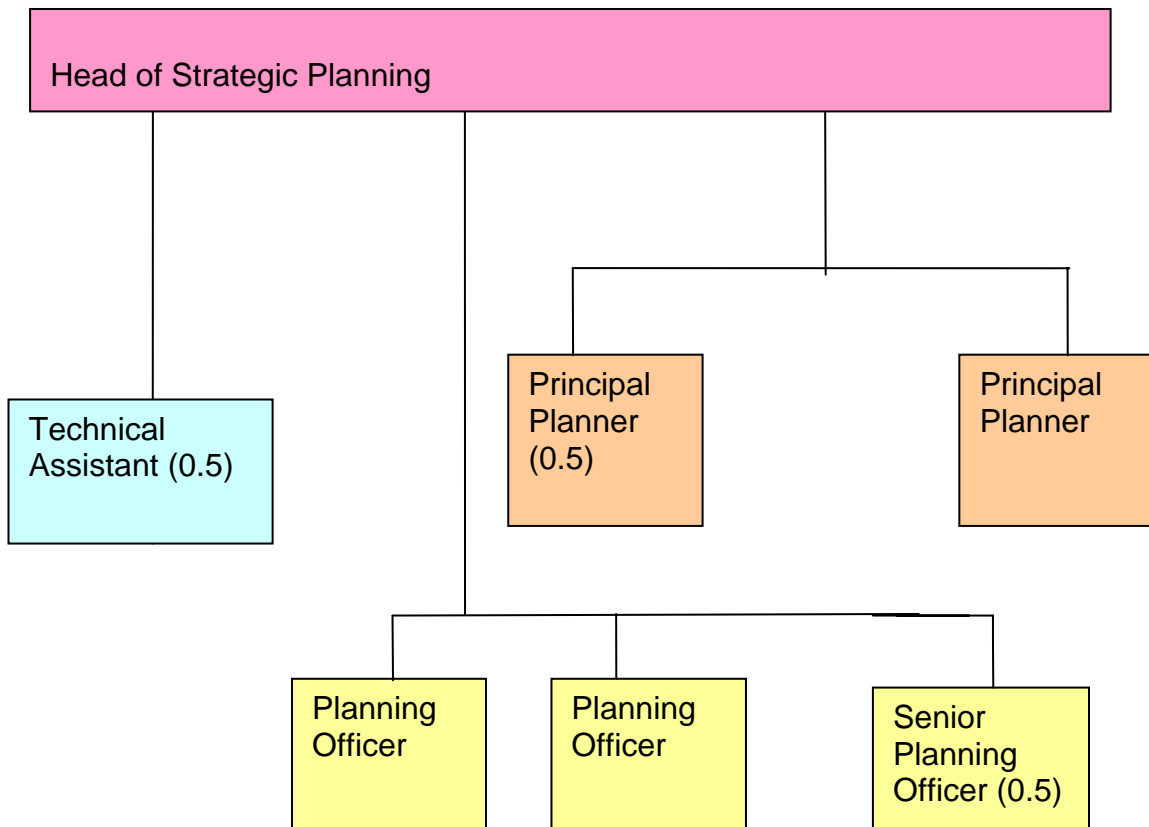 Head of Strategic Planning
Principal
Planner
(0.5)
Principal
Planner
Technical
Assistant (0.5)
Planning
Officer
Planning
Officer
Senior
Planning
Officer (0.5)